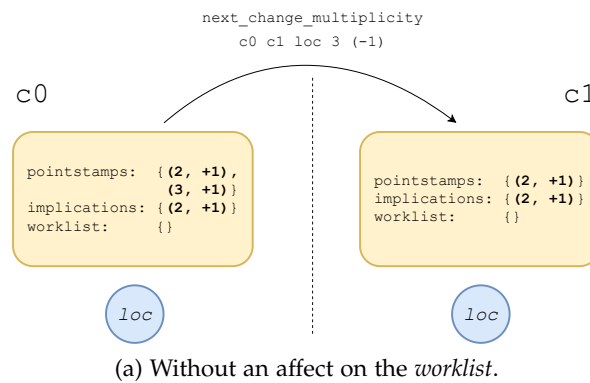 next_change_multiplicity
c0 c1 loc 3 (-1)
c0
c1
pointstamps: {(2, +1),
(3, +1)}
implications: {(2, +1)}
worklist: {}
pointstamps: {(2, +1)}
implications: {(2, +1)}
worklist: {}
loc
loc
(a) Without an affect on the worklist.